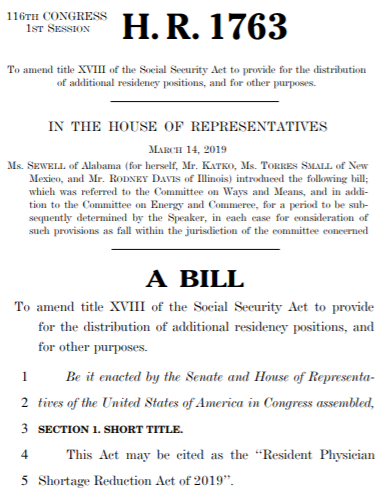 116TH CONGRESS
1ST SESSION
H. R. 1763
To amend title XVIII of the Social Security Act to provide for the distribution
of additional residency positions, and for other purposes.
IN THE HOUSE OF REPRESENTATIVES
MARCH 14, 2019
Ms. SEWELL of Alabama (for herself, Mr. KATKO, Ms. TORRES SMALL of New
Mexico, and Mr. RODNEY DAVIS of Illinois) introduced the following bill;
which was referred to the Committee on Ways and Means, and in addi-
tion to the Committee on Energy and Commerce, for a period to be sub-
sequently determined by the Speaker, in each case for consideration of
such provisions as fall within the jurisdiction of the committee concerned
A BILL
To amend title XVIII of the Social Security Act to provide
for the distribution of additional residency positions, and
for other purposes.
1 Be it enacted by the Senate and House of Representa-
2 tives of the United States of America in Congress assembled,
3 SECTION 1. SHORT TITLE.
4 This Act may be cited as the “Resident Physician
5 Shortage Reduction Act of 2019”.